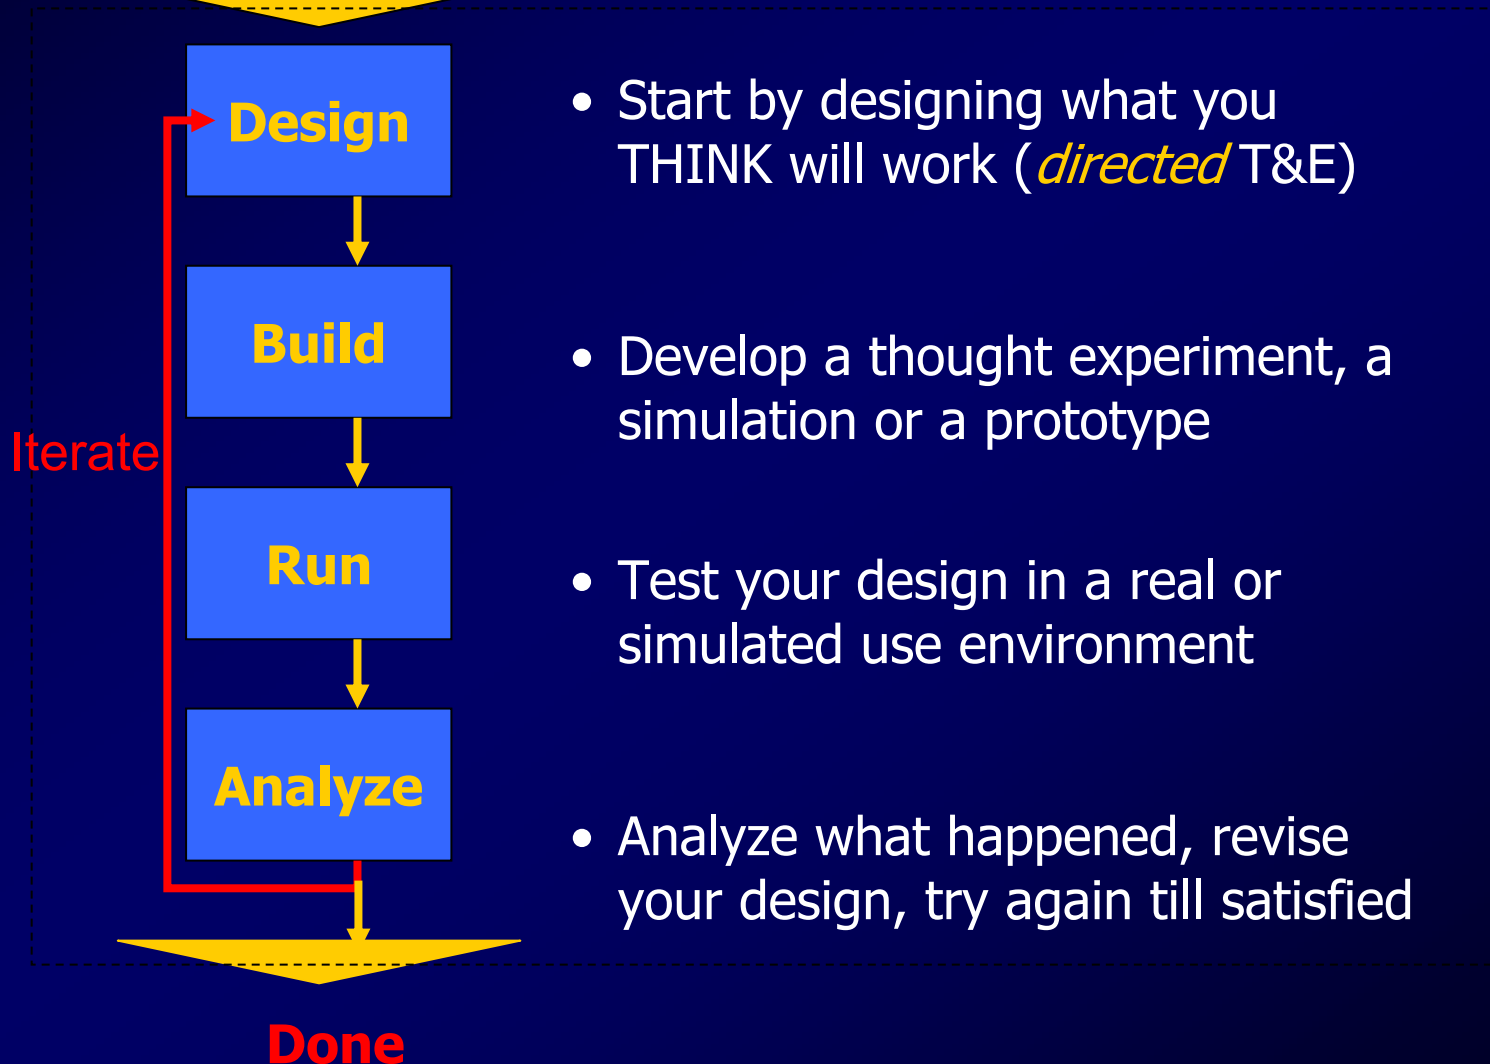 Design
• Start by designing what you
THINK will work (directed T&E)
Build
• Develop a thought experiment, a
simulation or a prototype
Iterate
Run
• Test your design in a real or
simulated use environment
Analyze
• Analyze what happened, revise
your design, try again till satisfied
Done